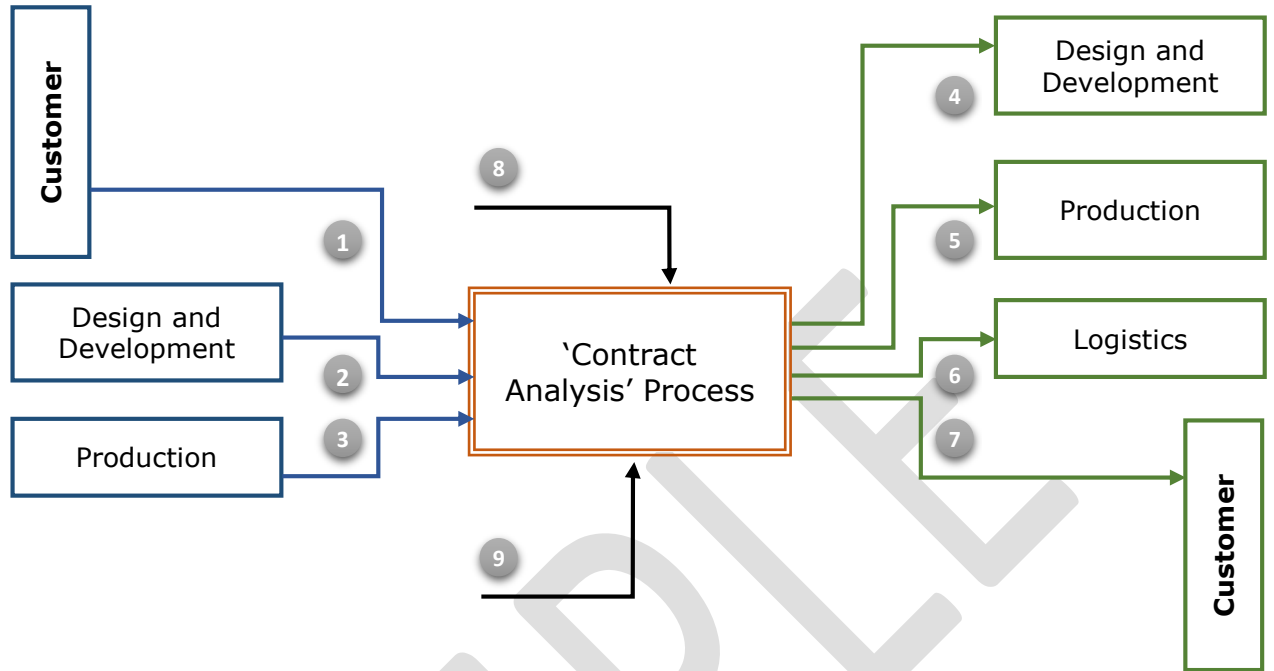 Customer
Design and
Development
Production
1
2
3
8
9
‘Contract
Analysis’ Process
4
5
6
7
Design and
Development
Production
Logistics
Customer